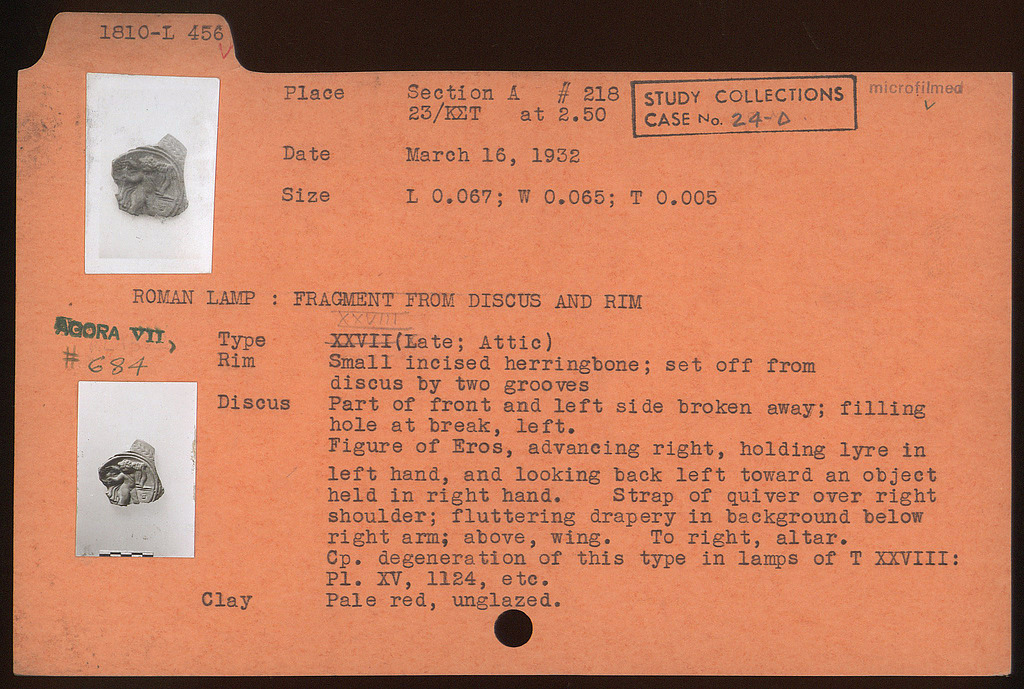 1810-L 456
Place Section A # 218
23/ΚΣΤ at 2.50
STUDY COLLECTIONS
CASE No. 24-D
microfilmed
Date March 16, 1932
Size L 0.067; W 0.065; T 0.005
ROMAN LAMP : FRAGMENT FROM DISCUS AND RIM
XXVIII
AGORA VII,
# 684
Type XXVII(Late; Attic)
Rim Small incised herringbone; set off from
discus by two grooves
Discus Part of front and left side broken away; filling
hole at break, left.
Figure of Eros, advancing right, holding lyre in
left hand, and looking back left toward an object
held in right hand. Strap of quiver over right
shoulder; fluttering drapery in background below
right arm; above, wing. To right, altar.
Cp. degeneration of this type in lamps of T XXVIII:
Pl. XV, 1124, etc.
Clay Pale red, unglazed.